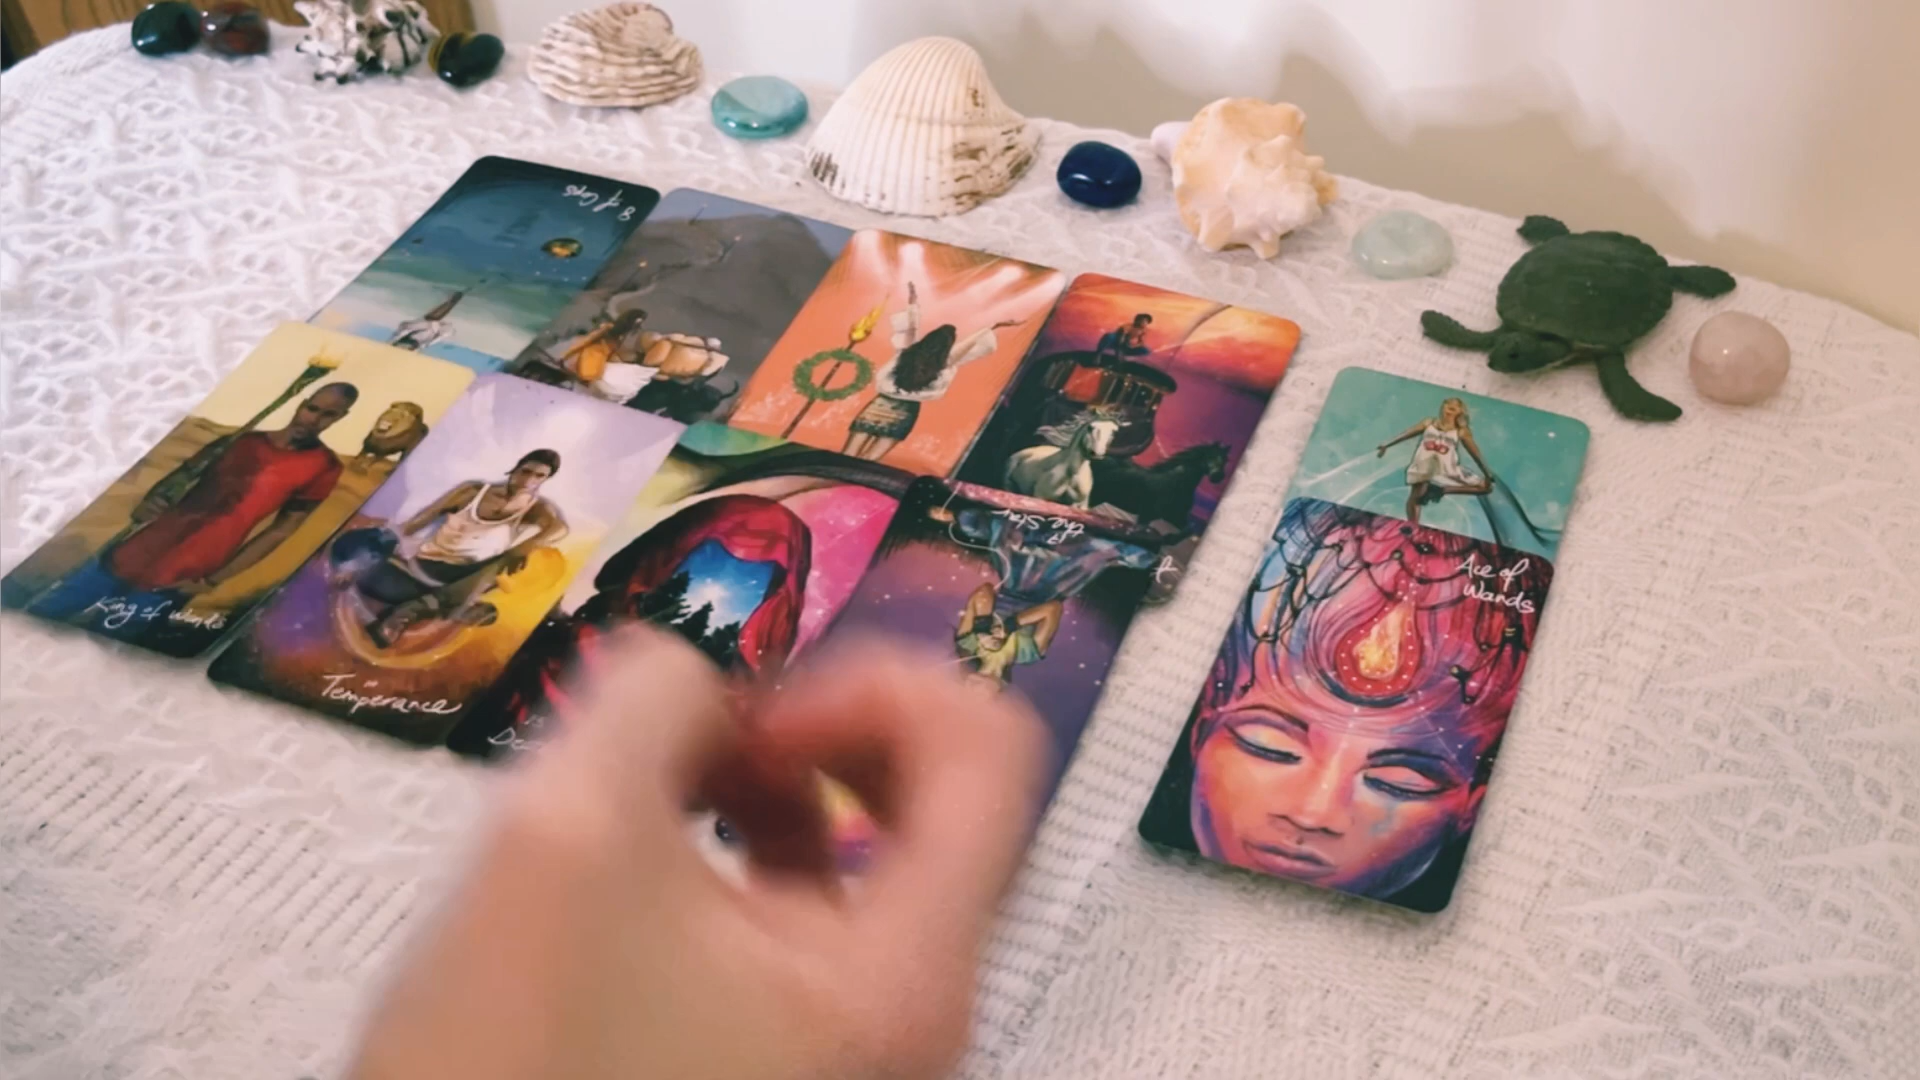 8 of Cups
The Star
Ace of
Wands
King of Wands
Temperance